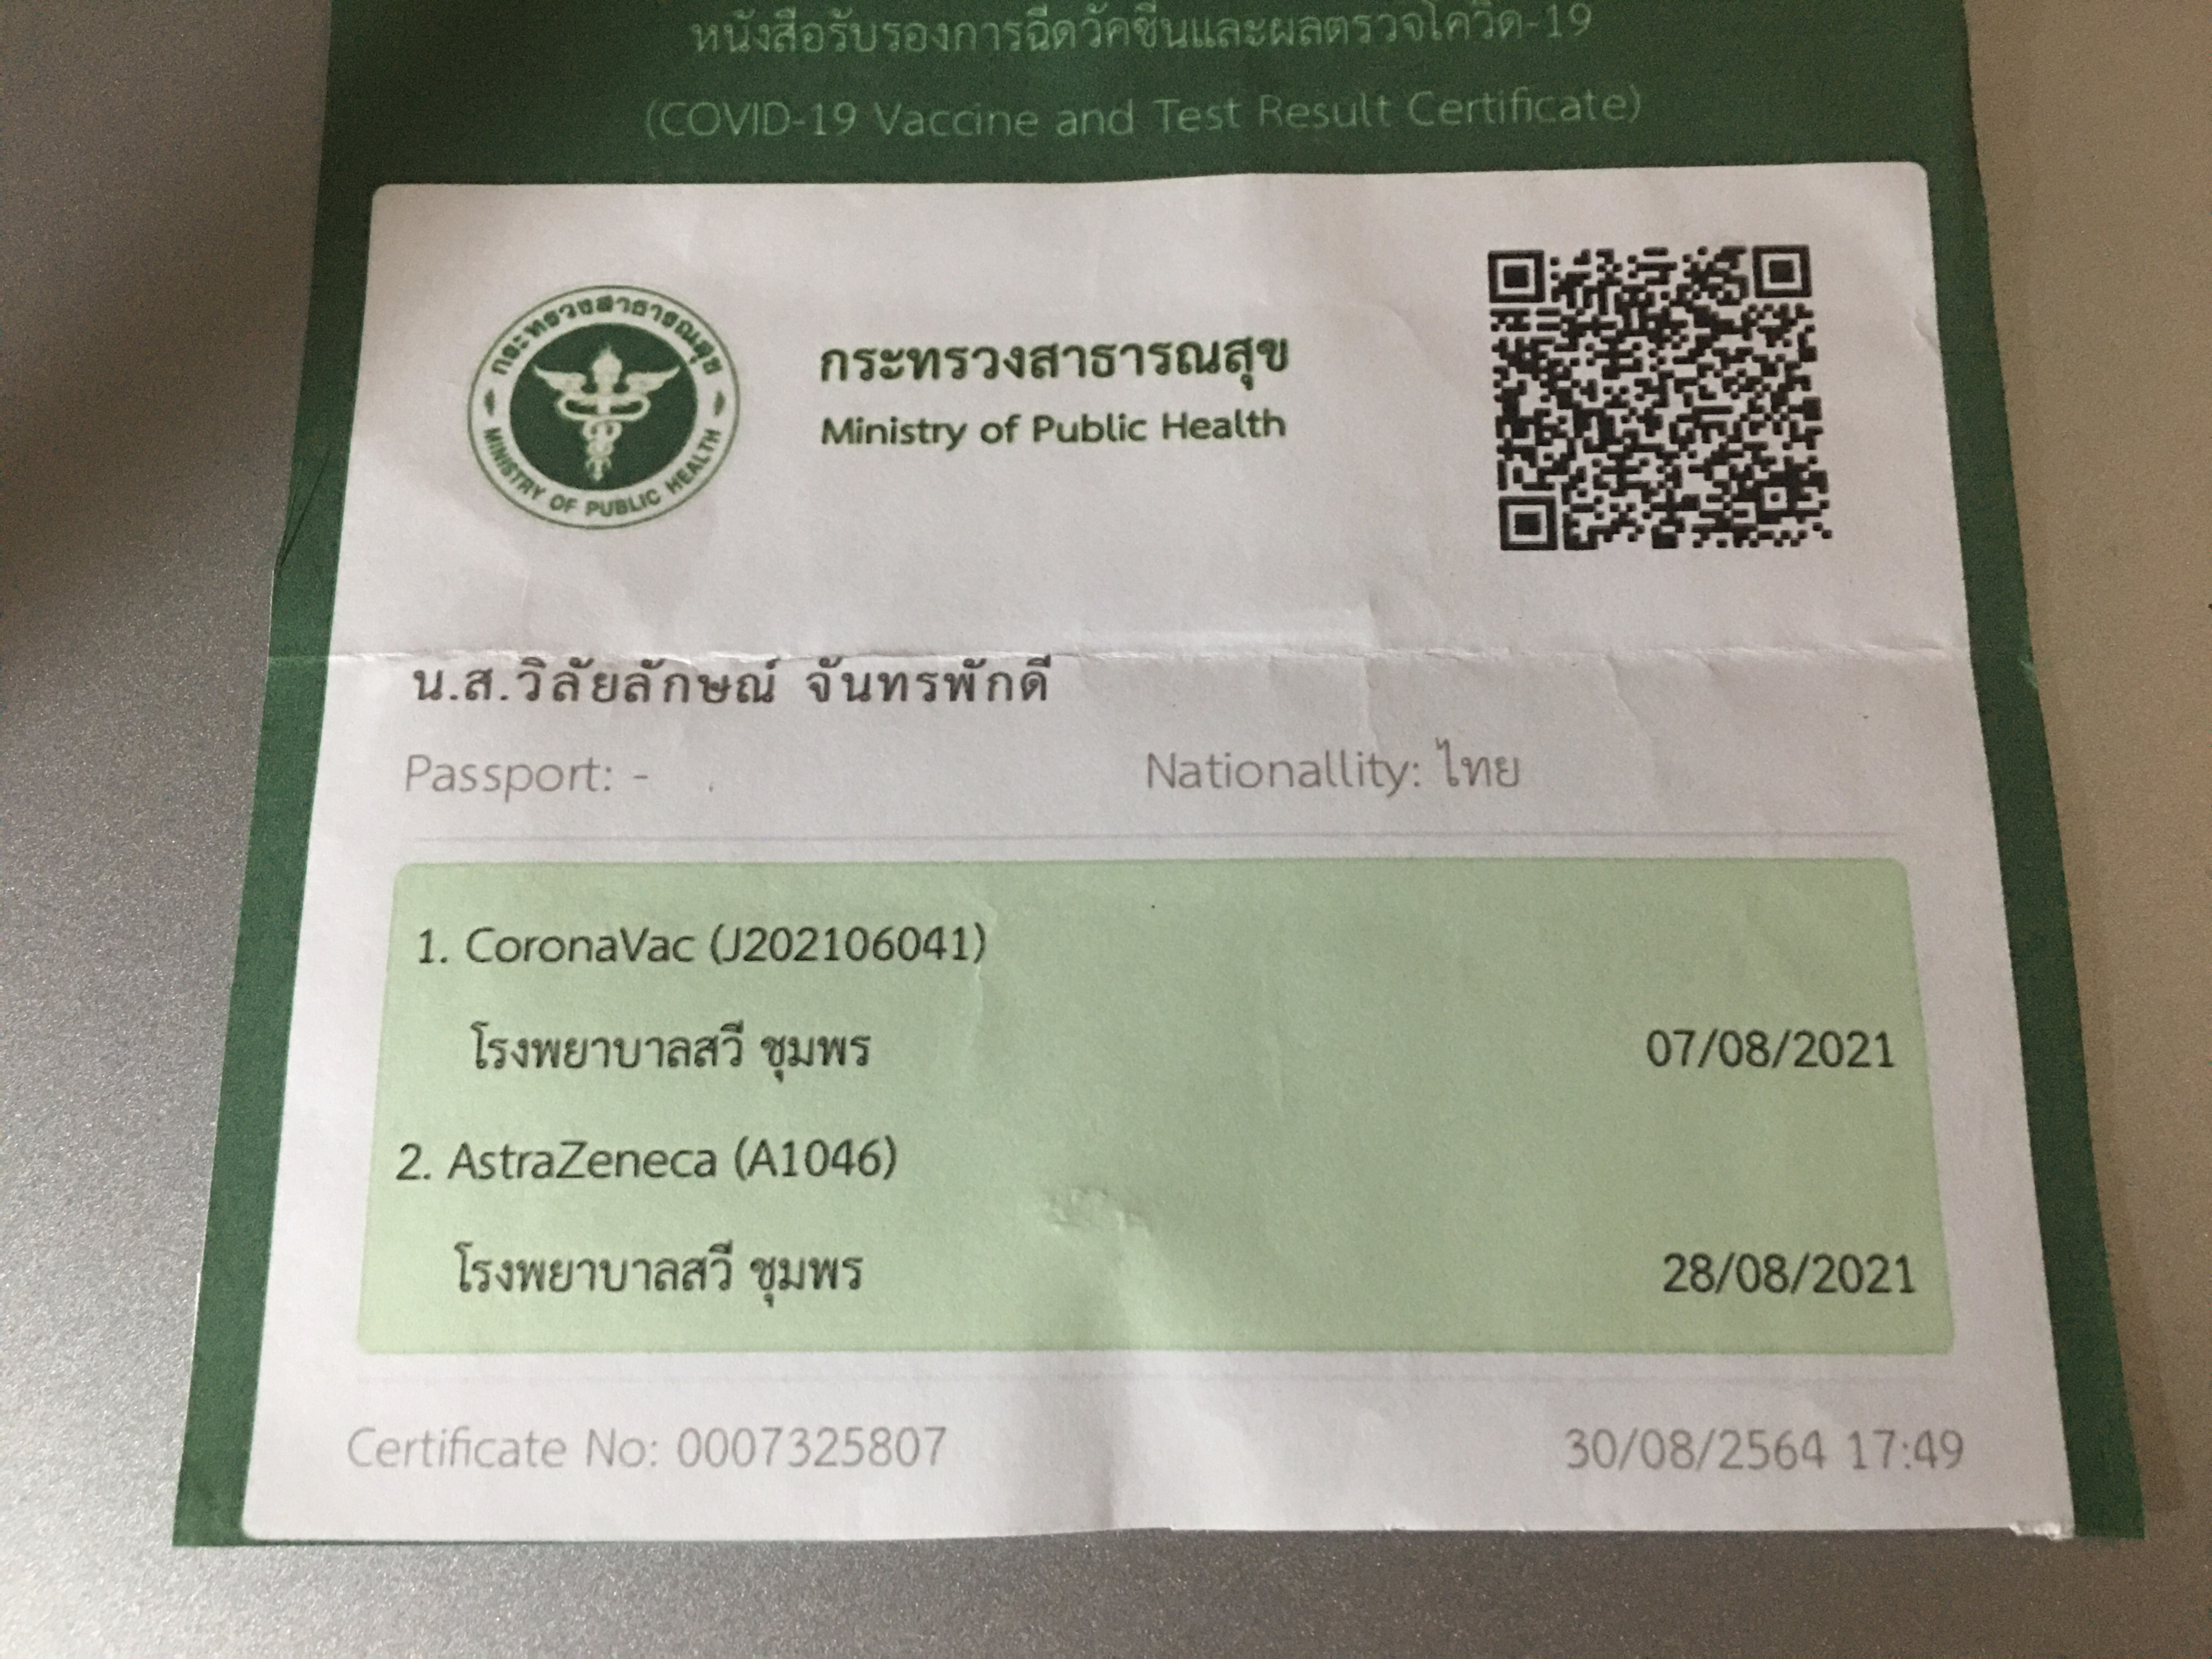 หนังสือรับรองการฉีดวัคซีนและผลตรวจโควิด-19
(COVID-19 Vaccine and Test Result Certificate)
กระทรวงสาธารณสุข
MINISTRY OF PUBLIC HEALTH
กระทรวงสาธารณสุข
Ministry of Public Health
น.ส.วิลัยลักษณ์ จันทรพักดี
Passport: -
Nationallity: ไทย
1. CoronaVac (J202106041)
โรงพยาบาลสวี ชุมพร 07/08/2021
2. AstraZeneca (A1046)
โรงพยาบาลสวี ชุมพร 28/08/2021
Certificate No: 0007325807 30/08/2564 17:49